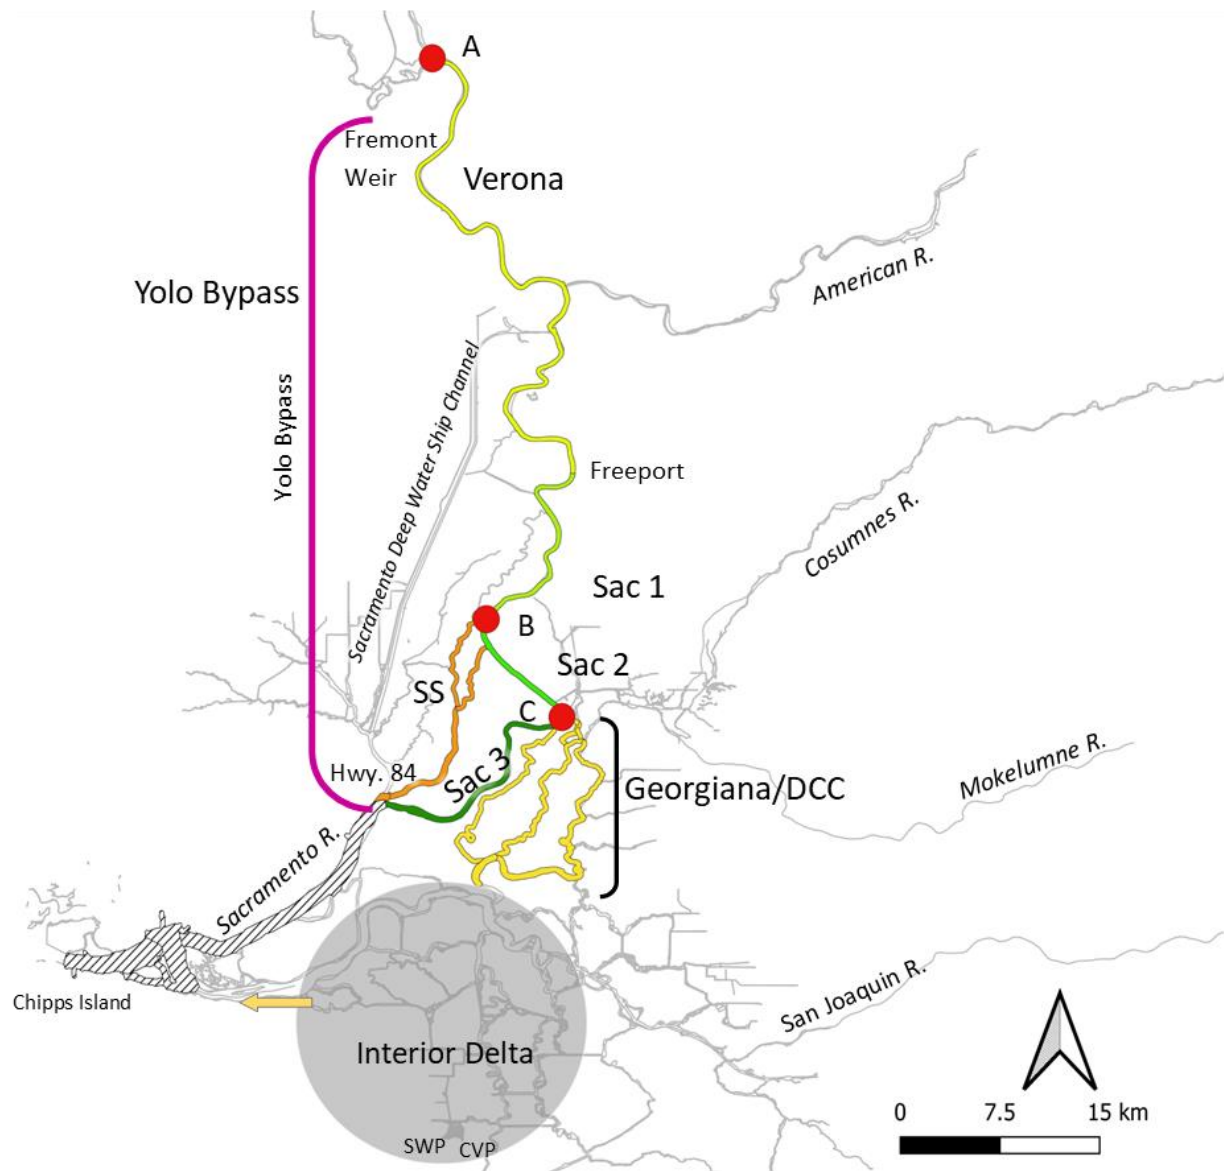 A
Fremont
Weir
Verona
American R.
Yolo Bypass
Yolo Bypass
Sacramento Deep Water Ship Channel
Freeport
Cosumnes R.
Sac 1
B
Sac 2
SS
C
Hwy. 84
Sac 3
Georgiana/DCC
Mokelumne R.
Sacramento R.
San Joaquin R.
Chipps Island
Interior Delta
0 7.5 15 km
SWP CVP